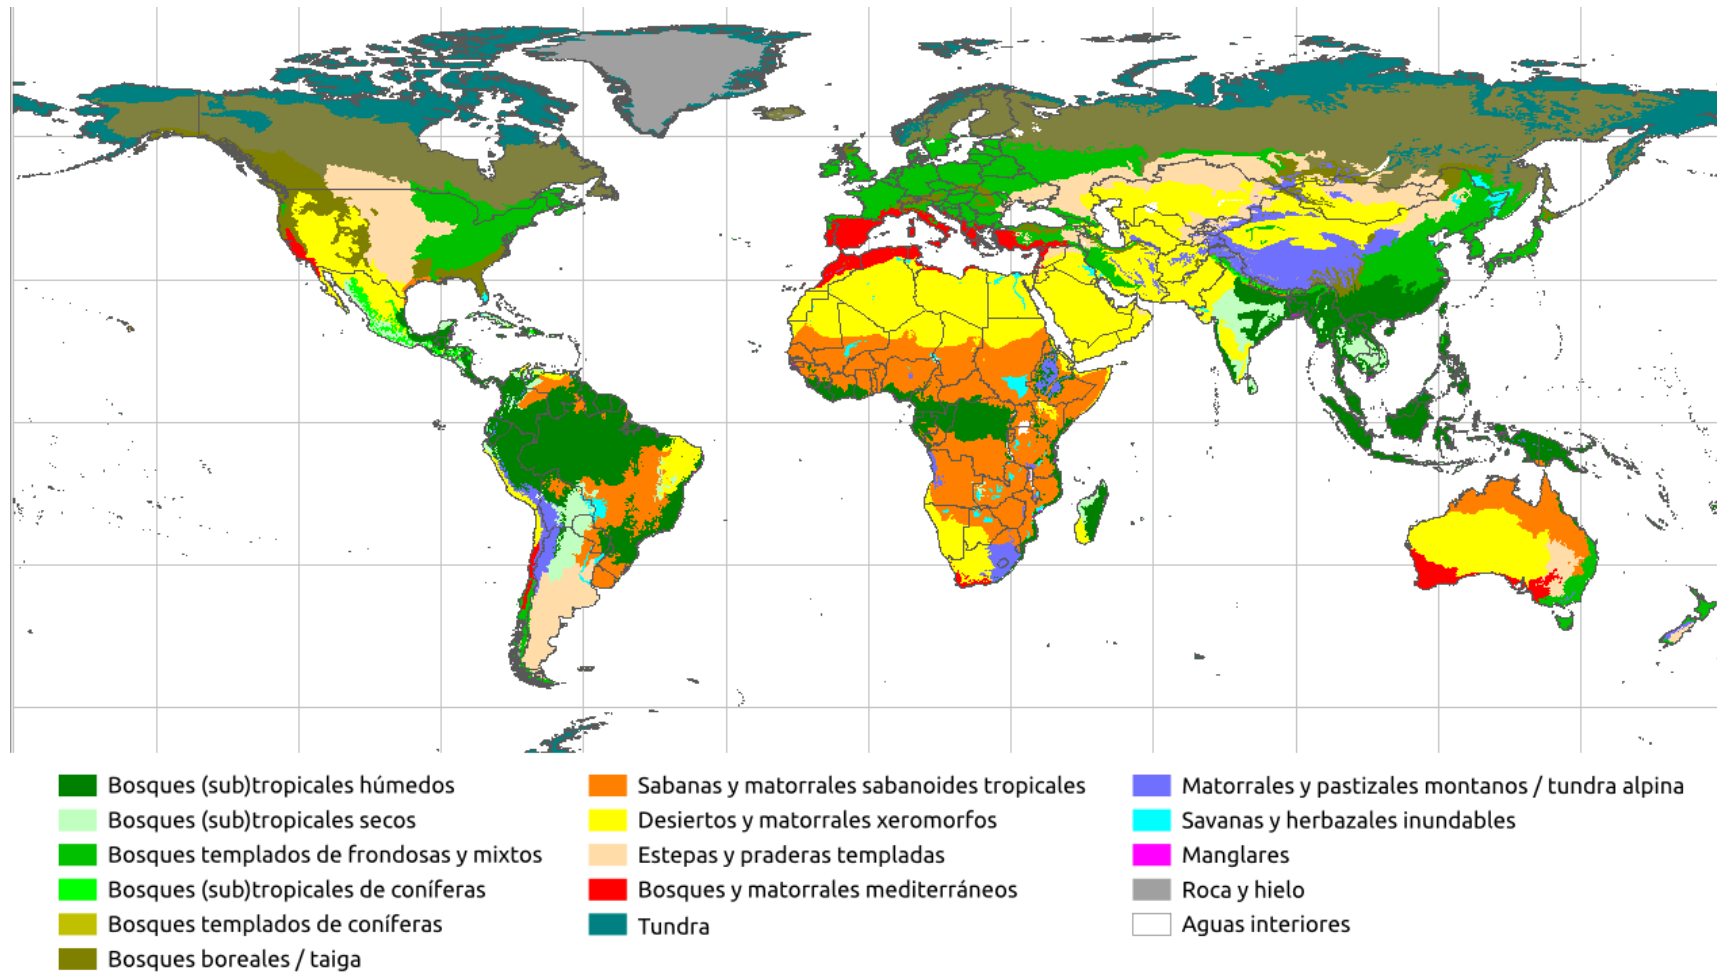 Bosques (sub)tropicales húmedos
Bosques (sub)tropicales secos
Bosques templados de frondosas y mixtos
Bosques (sub)tropicales de coníferas
Bosques templados de coníferas
Bosques boreales / taiga
Sabanas y matorrales sabanoides tropicales
Desiertos y matorrales xeromorfos
Estepas y praderas templadas
Bosques y matorrales mediterráneos
Tundra
Matorrales y pastizales montanos / tundra alpina
Savanas y herbazales inundables
Manglares
Roca y hielo
Aguas interiores